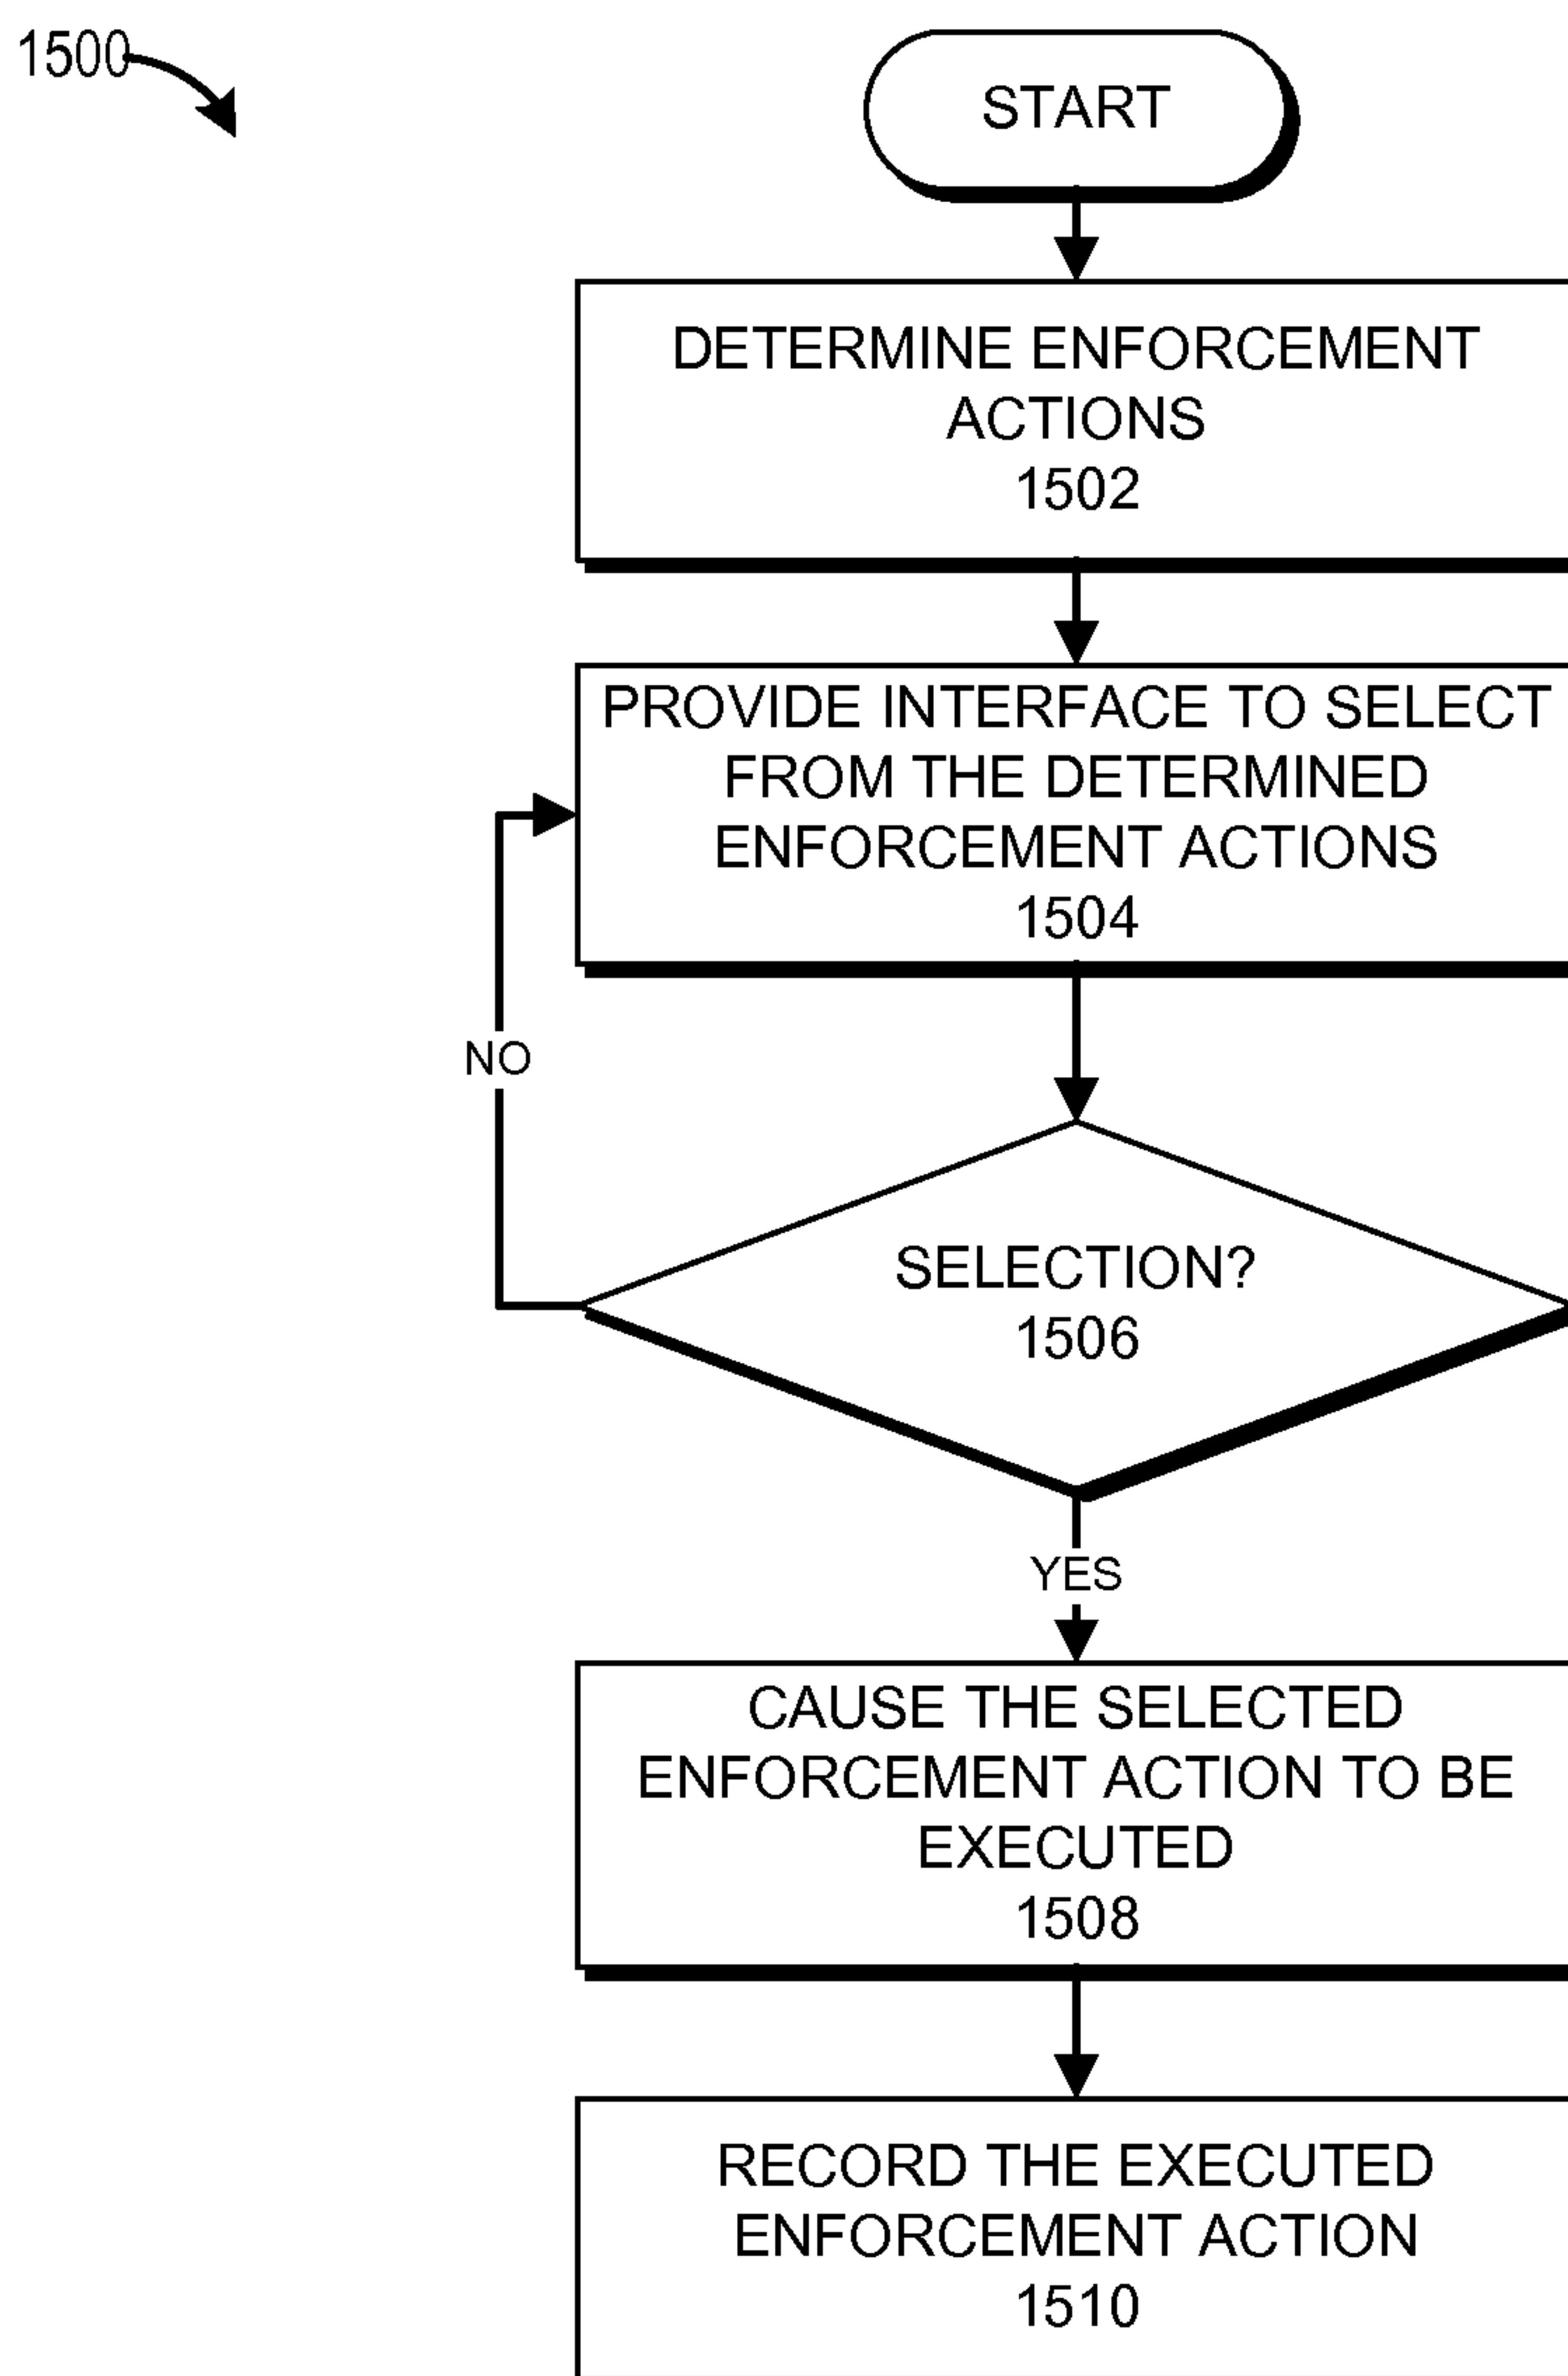 1500
START
DETERMINE ENFORCEMENT
ACTIONS
1502
PROVIDE INTERFACE TO SELECT
FROM THE DETERMINED
ENFORCEMENT ACTIONS
1504
NO
SELECTION?
1506
YES
CAUSE THE SELECTED
ENFORCEMENT ACTION TO BE
EXECUTED
1508
RECORD THE EXECUTED
ENFORCEMENT ACTION
1510